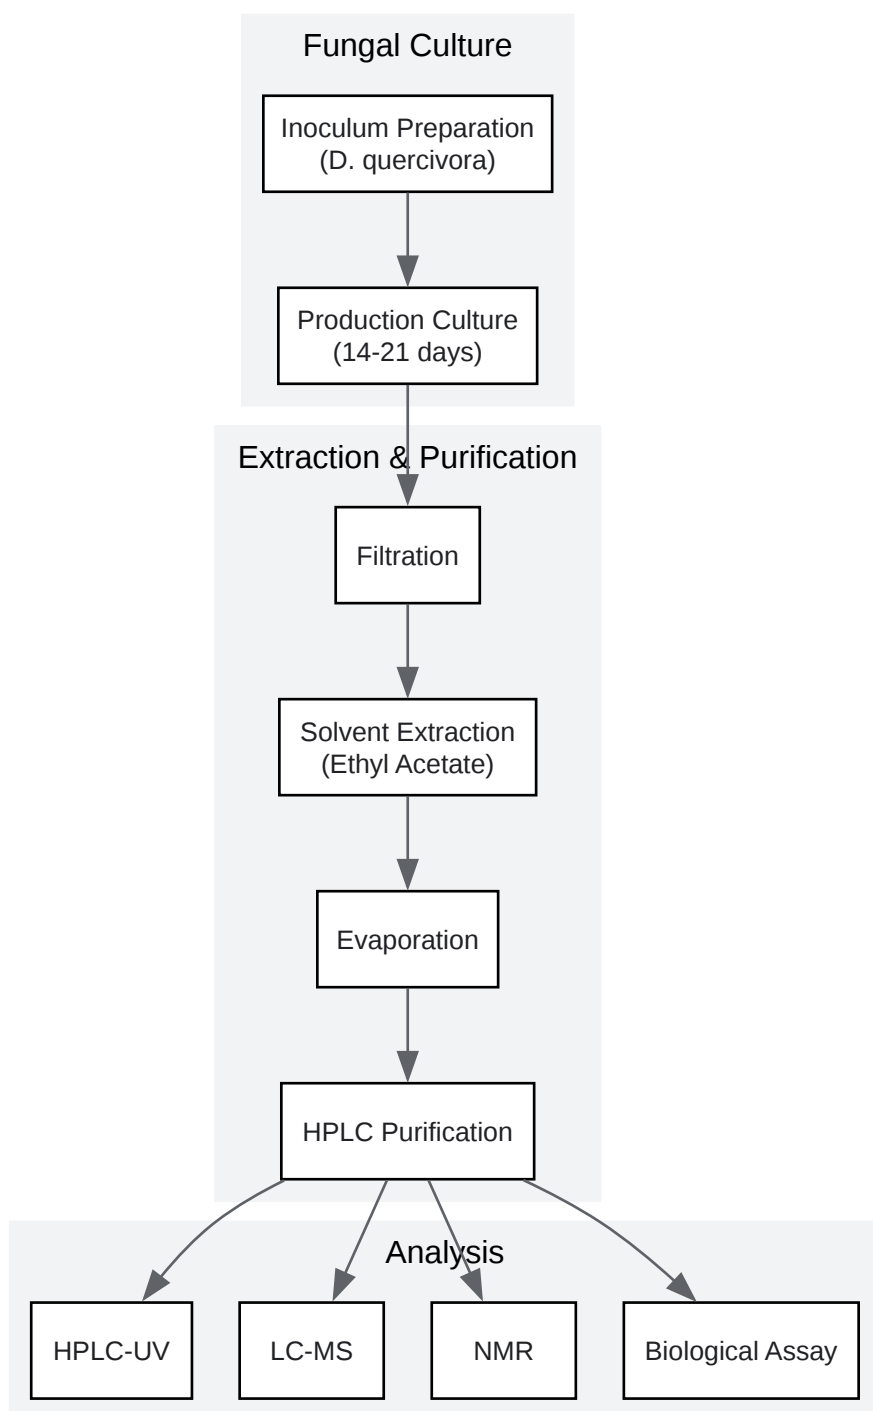 Fungal Culture
Inoculum Preparation
(D. quercivora)
Production Culture
(14-21 days)
Extraction & Purification
Filtration
Solvent Extraction
(Ethyl Acetate)
Evaporation
HPLC Purification
Analysis
HPLC-UV
LC-MS
NMR
Biological Assay